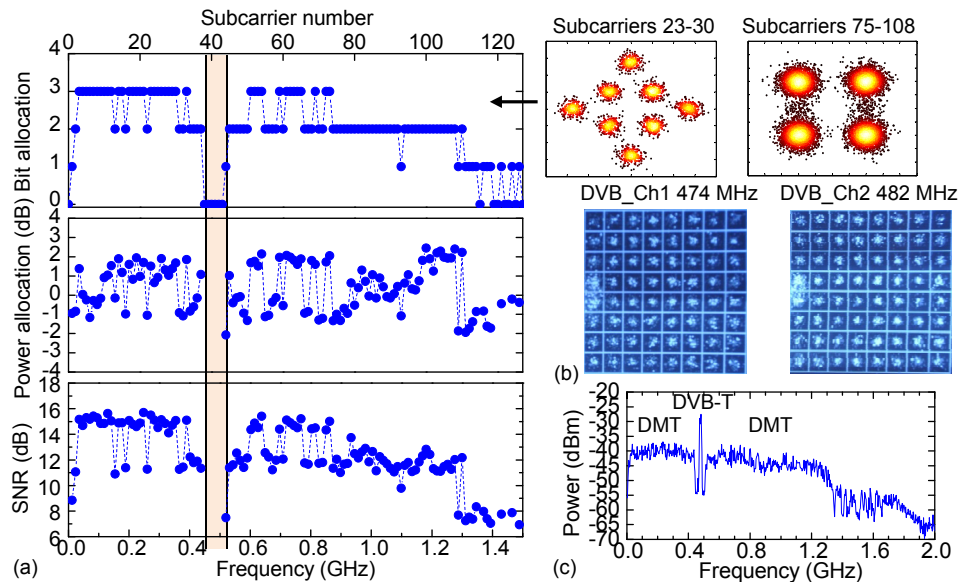 Subcarrier number
0 20 40 60 80 100 120
Bit allocation
4
3
2
1
0
Power allocation (dB)
4
3
2
1
0
-1
-2
-3
-4
SNR (dB)
18
16
14
12
10
8
6
0.0 0.2 0.4 0.6 0.8 1.0 1.2 1.4
(a) Frequency (GHz)
Subcarriers 23-30 Subcarriers 75-108
DVB_Ch1 474 MHz DVB_Ch2 482 MHz
(b)
Power (dBm)
-20
-25
-30
-35
-40
-45
-50
-55
-60
-65
-70
DVB-T
DMT DMT
0.0 0.4 0.8 1.2 1.6 2.0
(c) Frequency (GHz)